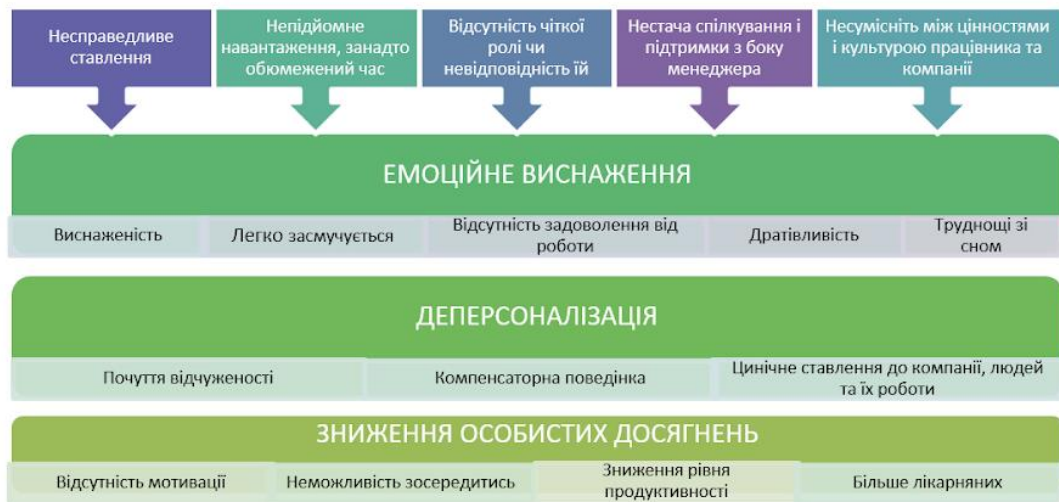 Несправедливе
ставлення
Непідйомне
навантаження, занадто
обюмежений час
Відсутність чіткої
ролі чи
невідповідність їй
Нестача спілкування і
підтримки з боку
менеджера
Несумісніть між цінностями
і культурою працівника та
компанії
ЕМОЦІЙНЕ ВИСНАЖЕННЯ
Виснаженість
Легко засмучується
Відсутність задоволення від
роботи
Дратівливість
Труднощі зі
сном
ДЕПЕРСОНАЛІЗАЦІЯ
Почуття відчуженості
Компенсаторна поведінка
Цинічне ставлення до компанії, людей
та їх роботи
ЗНИЖЕННЯ ОСОБИСТИХ ДОСЯГНЕНЬ
Відсутність мотивації
Неможливість зосередитись
Зниження рівня
продуктивності
Більше лікарняних